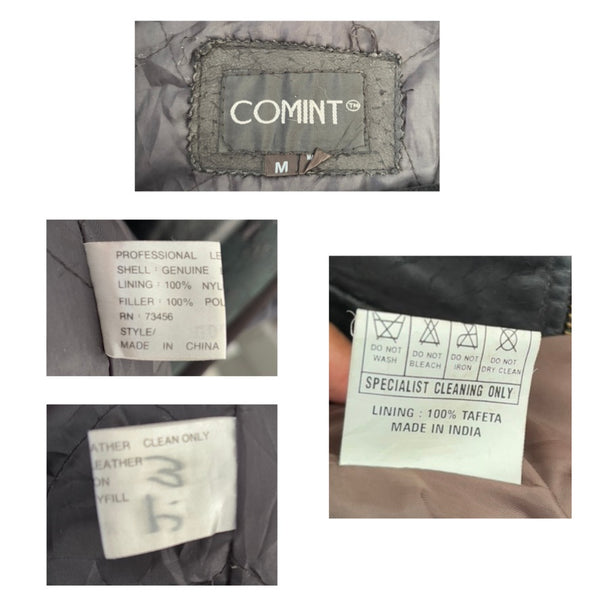 COMINT™
M
PROFESSIONAL LE
SHELL : GENUINE
LINING : 100% NYL
FILLER : 100% POL
RN : 73456
STYLE/
MADE IN CHINA
ATHER CLEAN ONLY
EATHER
ON
YFILL
DO NOT WASH
DO NOT BLEACH
DO NOT IRON
DO NOT DRY CLEAN
SPECIALIST CLEANING ONLY
LINING : 100% TAFETA
MADE IN INDIA